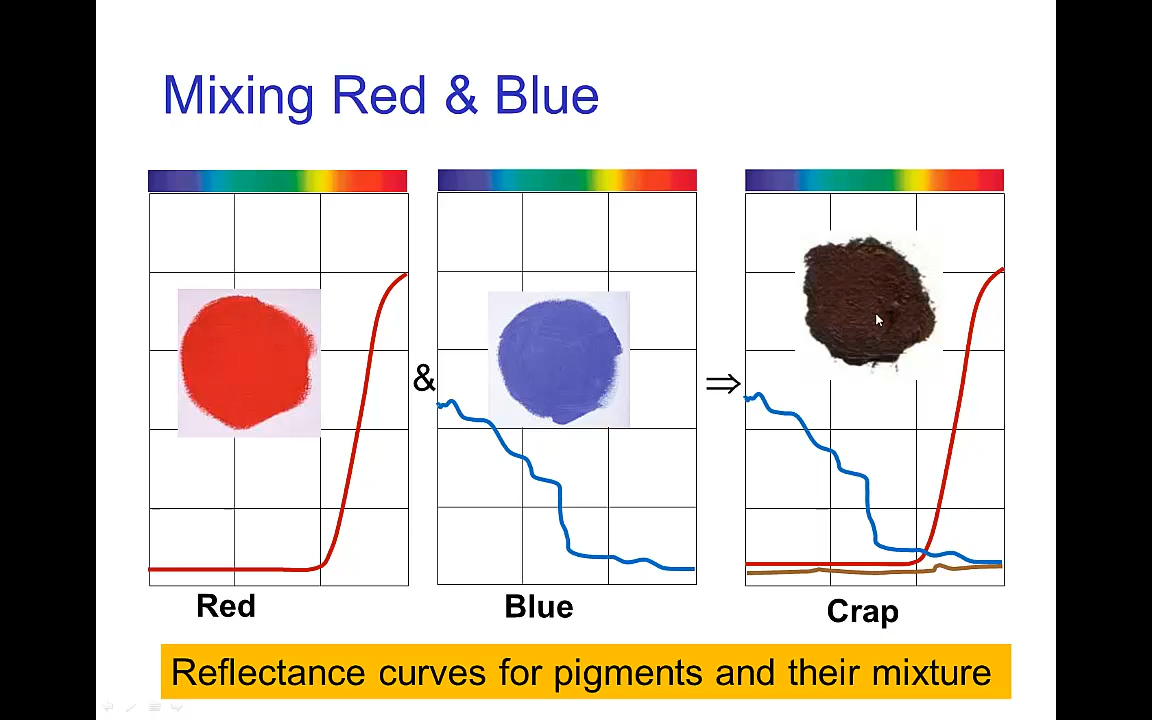 Mixing Red & Blue
&
⇒
Red
Blue
Crap
Reflectance curves for pigments and their mixture